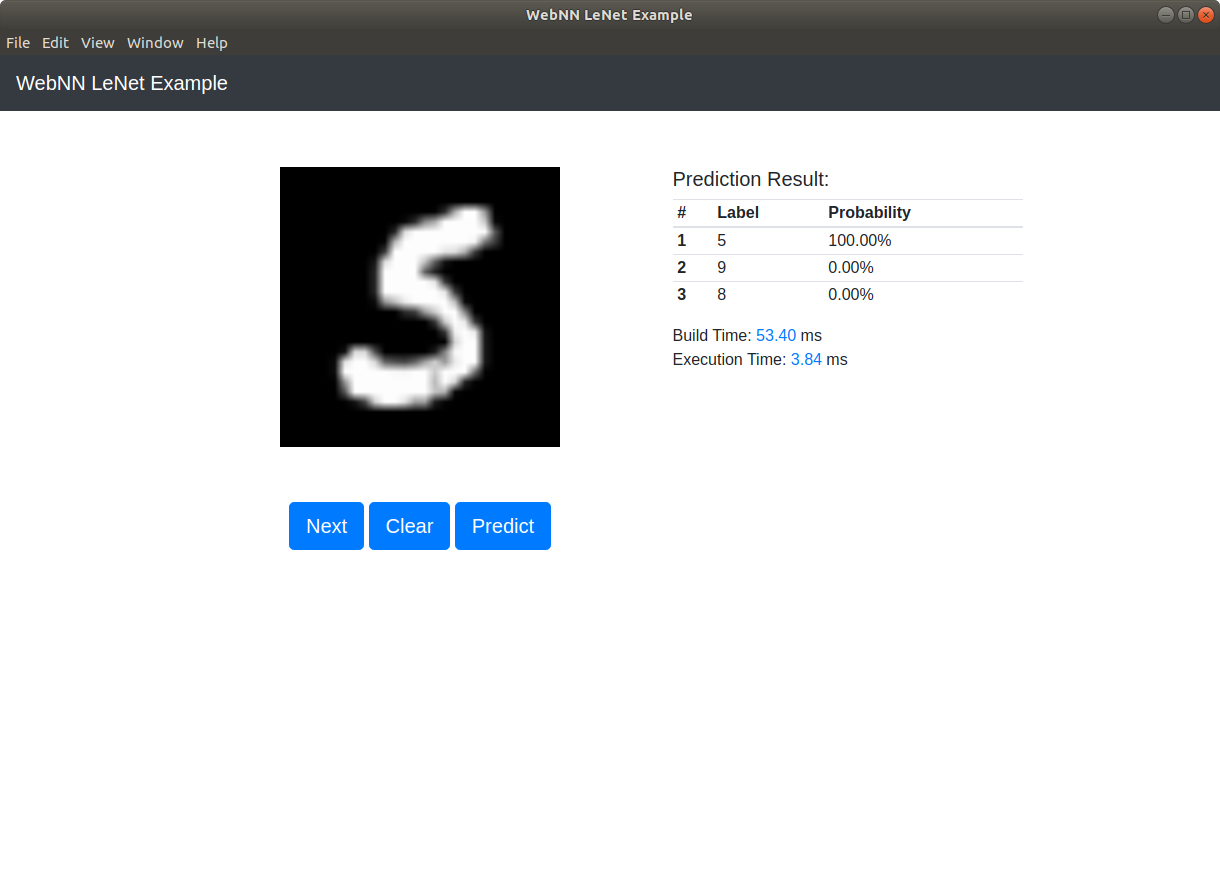 WebNN LeNet Example
File Edit View Window Help
WebNN LeNet Example
5
Prediction Result:
# Label Probability
1 5 100.00%
2 9 0.00%
3 8 0.00%
Build Time: 53.40 ms
Execution Time: 3.84 ms
Next Clear Predict